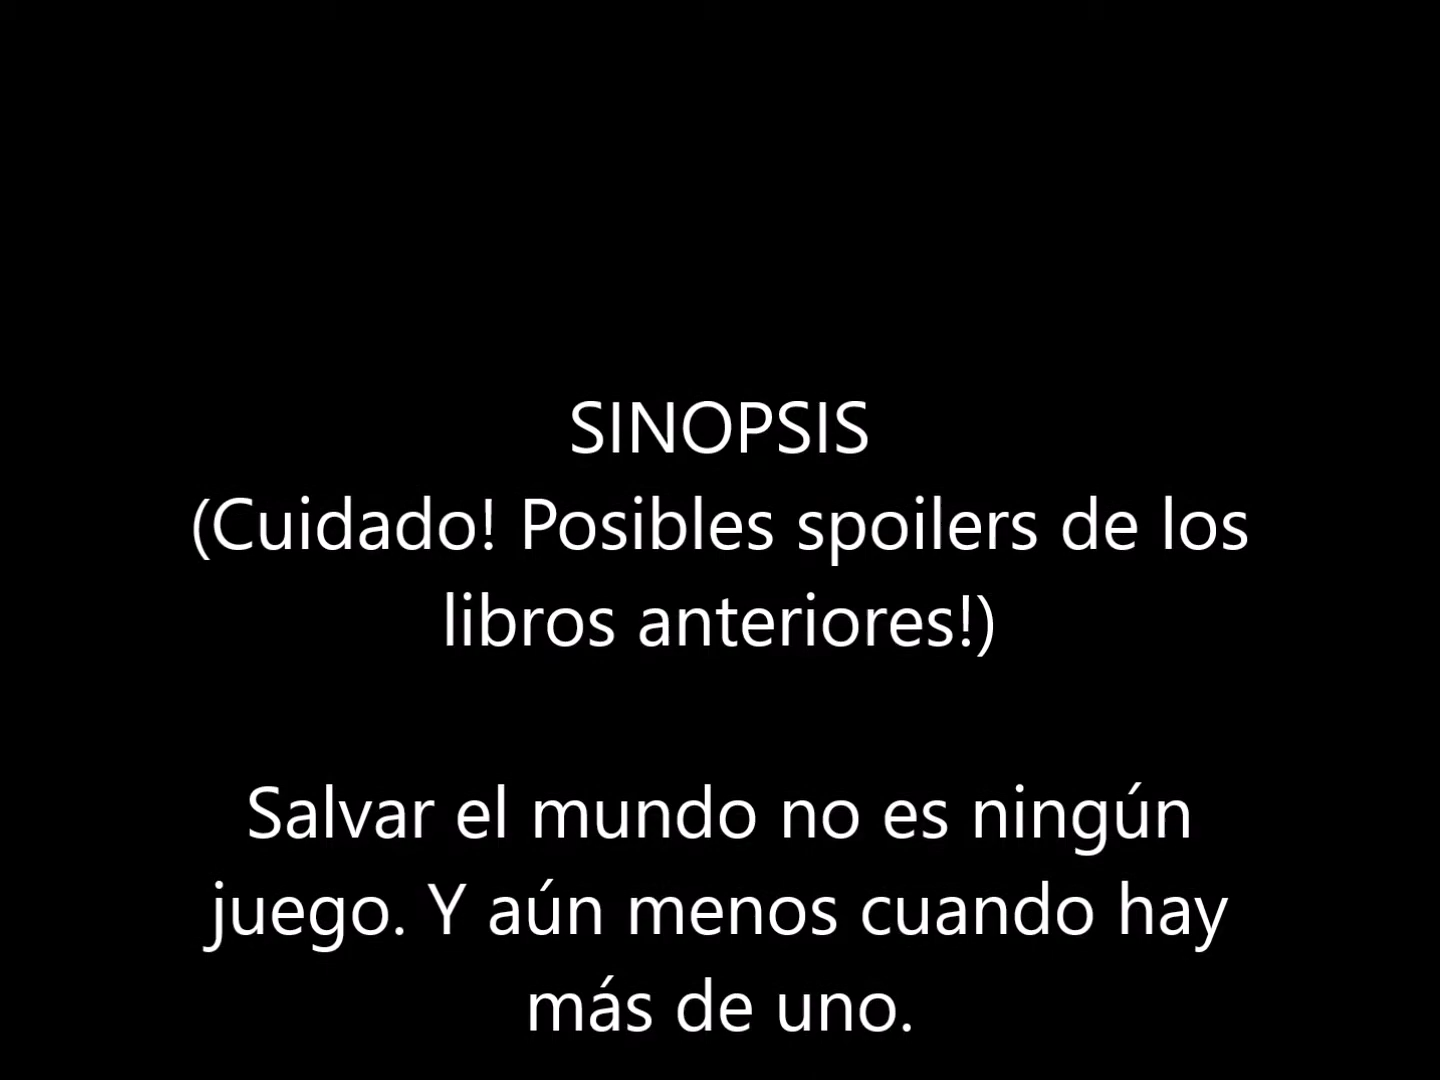 SINOPSIS
(Cuidado! Posibles spoilers de los
libros anteriores!)
Salvar el mundo no es ningún
juego. Y aún menos cuando hay
más de uno.